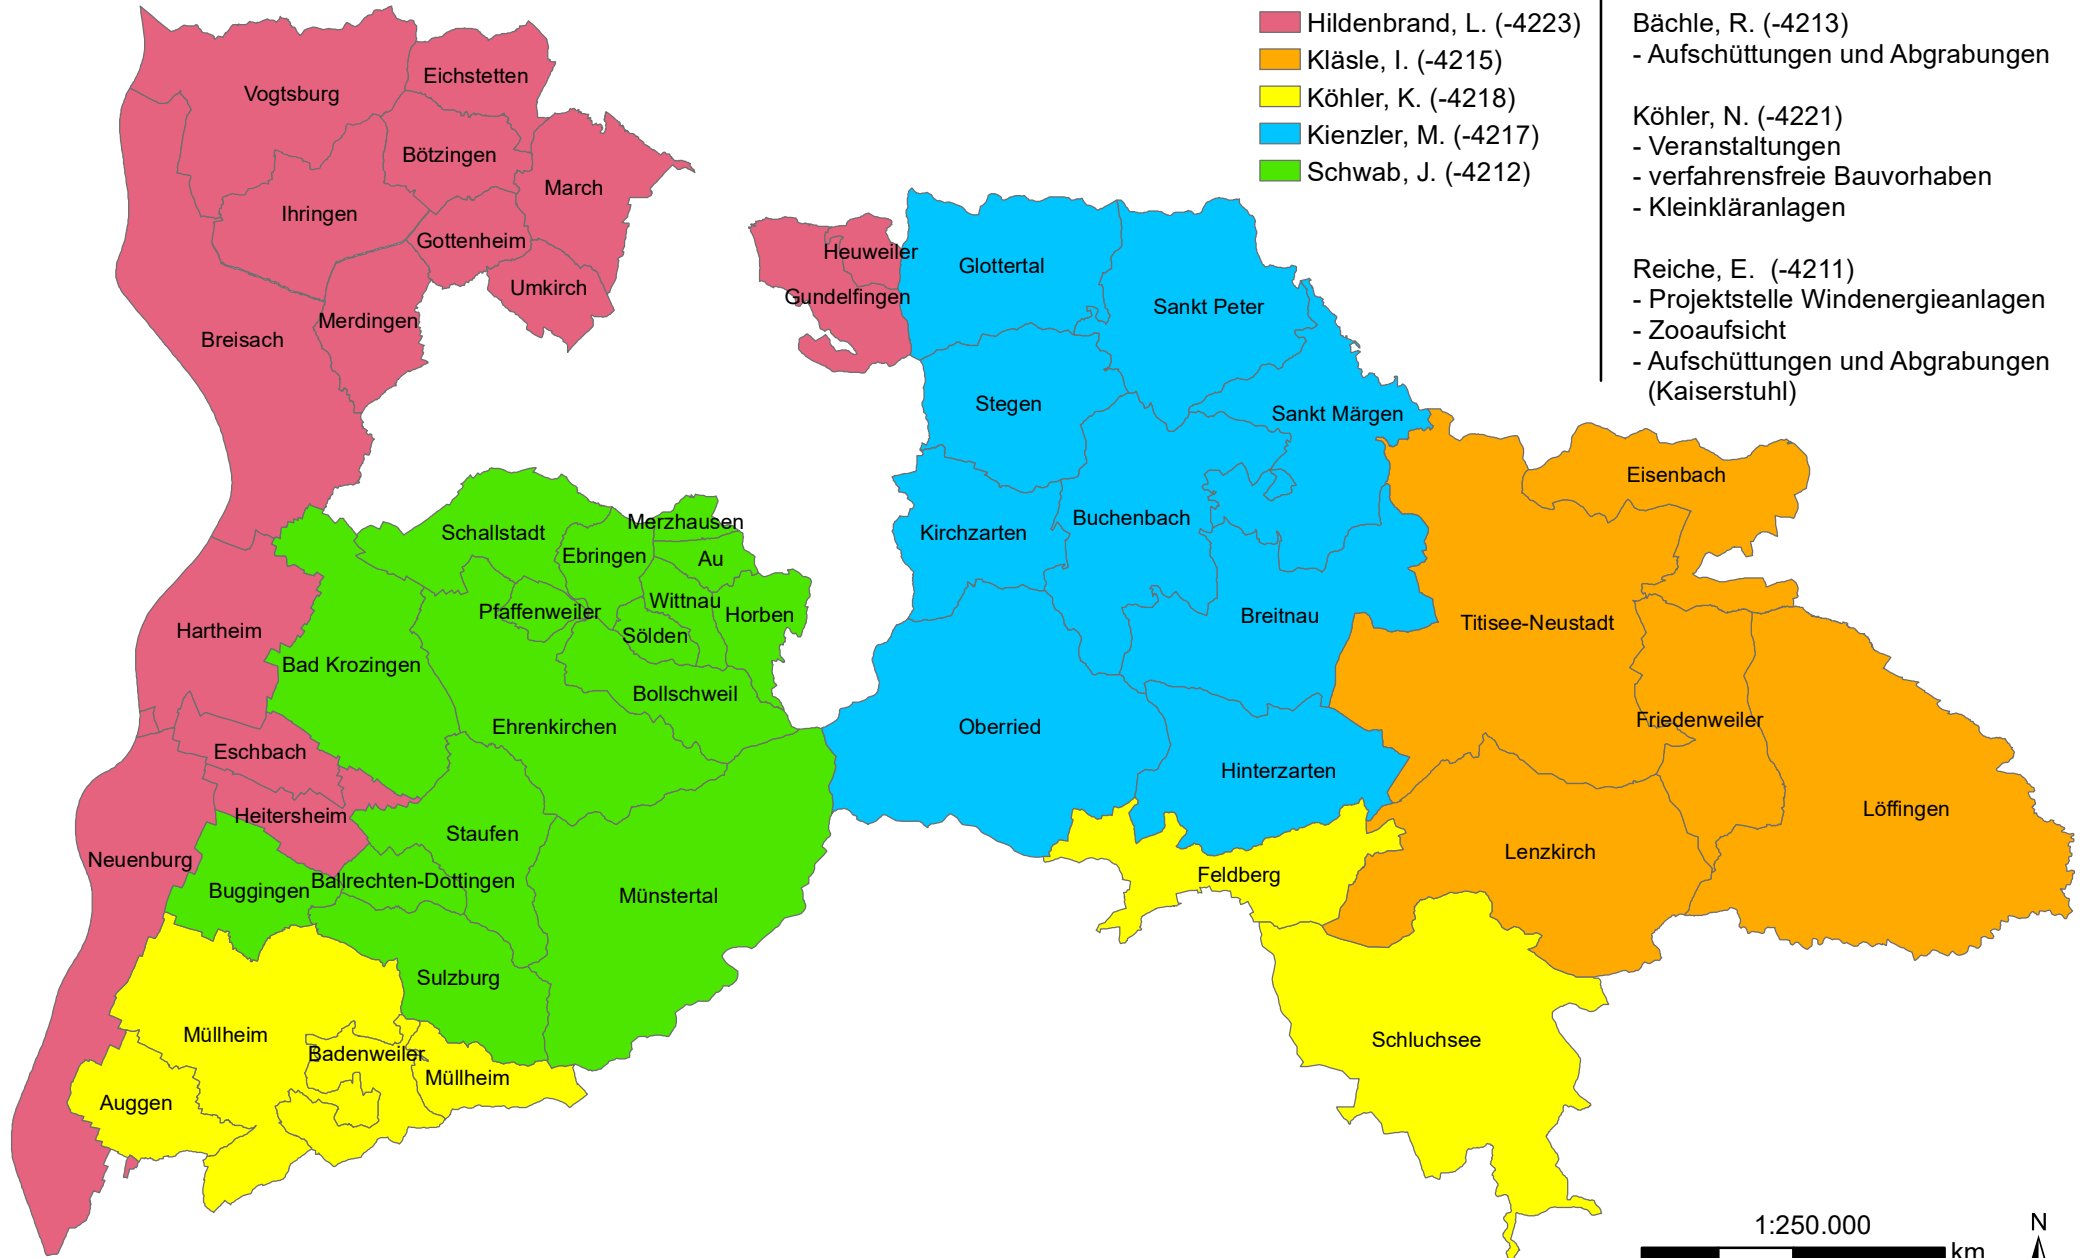 Hildenbrand, L. (-4223)
Kläsle, I. (-4215)
Köhler, K. (-4218)
Kienzler, M. (-4217)
Schwab, J. (-4212)
Bächle, R. (-4213)
- Aufschüttungen und Abgrabungen
Köhler, N. (-4221)
- Veranstaltungen
- verfahrensfreie Bauvorhaben
- Kleinkläranlagen
Reiche, E. (-4211)
- Projektstelle Windenergieanlagen
- Zooaufsicht
- Aufschüttungen und Abgrabungen
(Kaiserstuhl)
Vogtsburg
Eichstetten
Bötzingen
March
Ihringen
Gottenheim
Umkirch
Merdingen
Breisach
Heuweiler
Gundelfingen
Glottertal
Sankt Peter
Stegen
Sankt Märgen
Kirchzarten
Buchenbach
Breitnau
Oberried
Hinterzarten
Eisenbach
Titisee-Neustadt
Friedenweiler
Löffingen
Lenzkirch
Feldberg
Schluchsee
Schallstadt
Merzhausen
Ebringen
Au
Pfaffenweiler
Wittnau
Horben
Sölden
Hartheim
Bad Krozingen
Bollschweil
Ehrenkirchen
Eschbach
Heitersheim
Staufen
Neuenburg
Buggingen
Ballrechten-Dottingen
Münstertal
Sulzburg
Müllheim
Badenweiler
Müllheim
Auggen
1:250.000
km
N